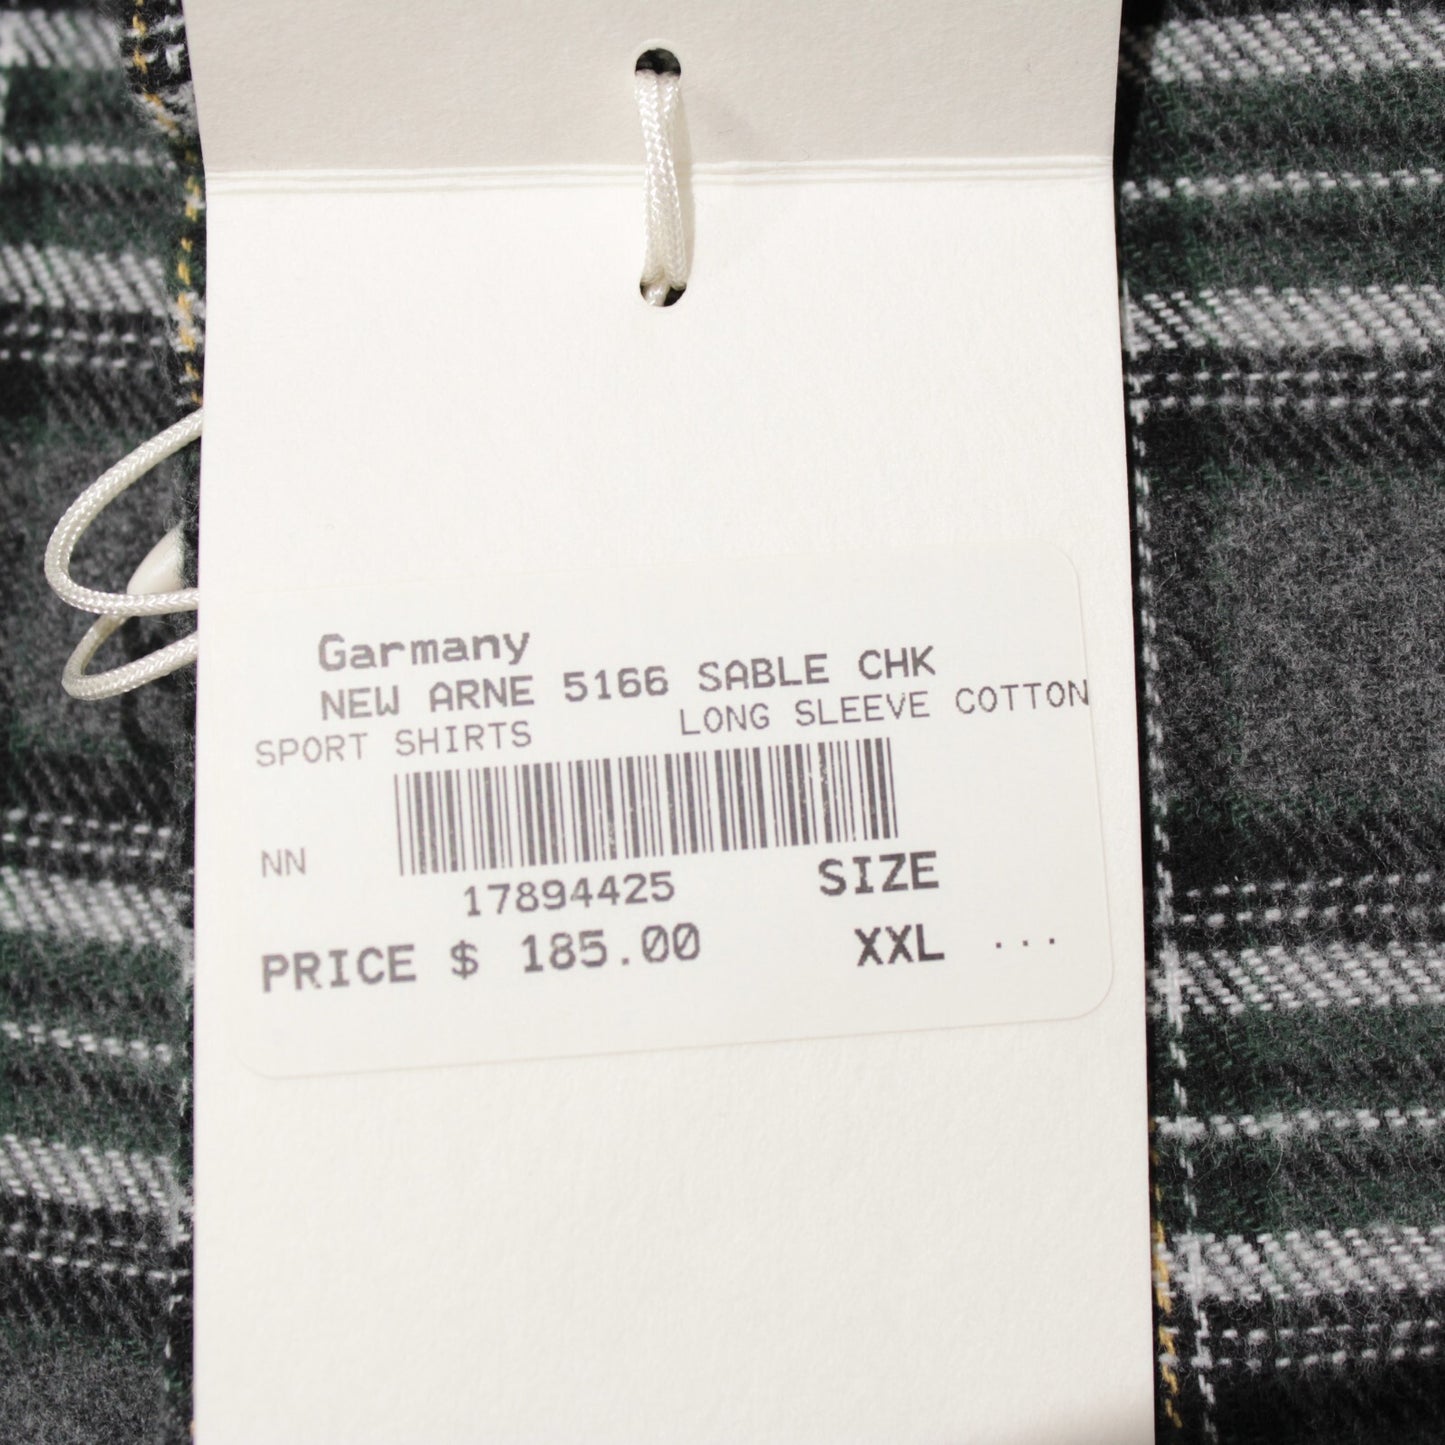 Garmany
NEW ARNE 5166 SABLE CHK
SPORT SHIRTS LONG SLEEVE COTTON
NN
17894425
SIZE
PRICE $ 185.00 XXL ...